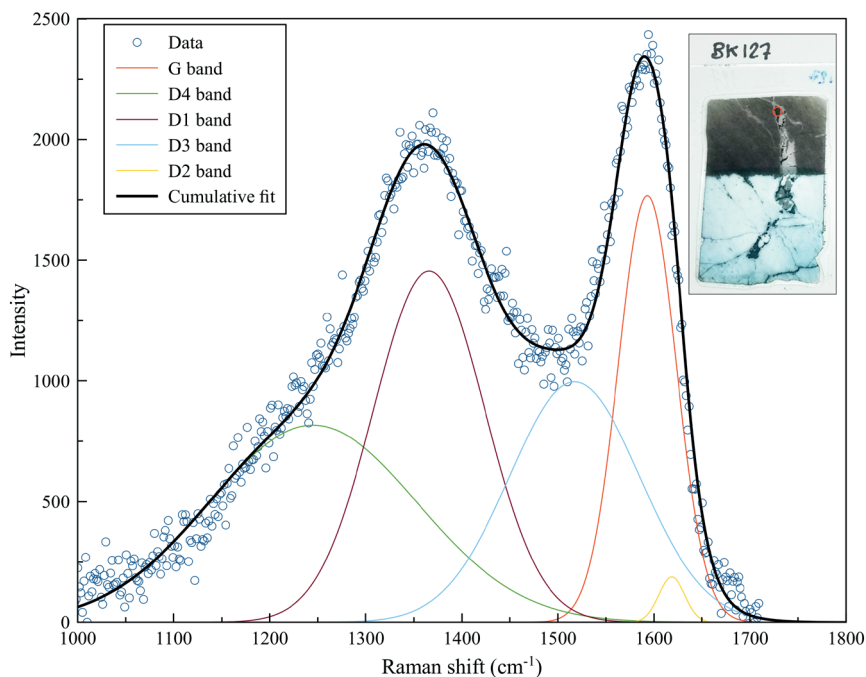 2500
2000
1500
1000
500
0
Intensity
Data
G band
D4 band
D1 band
D3 band
D2 band
Cumulative fit
BK127
1000 1100 1200 1300 1400 1500 1600 1700 1800
Raman shift (cm⁻¹)